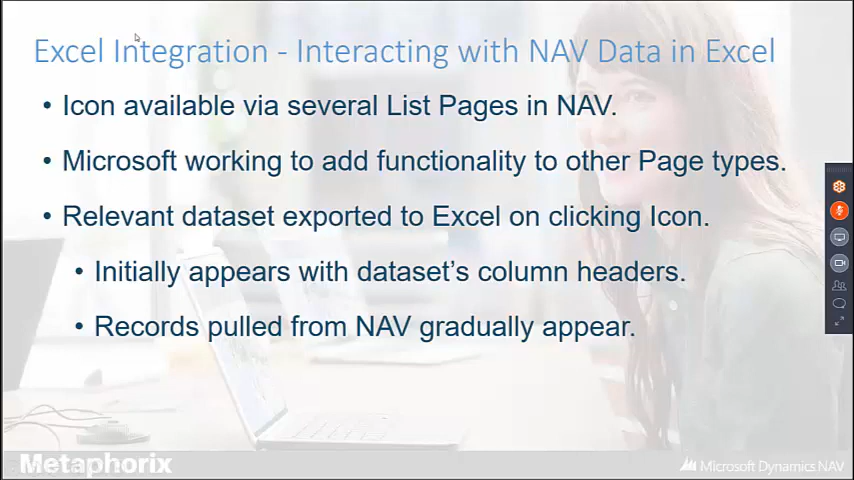 Excel Integration - Interacting with NAV Data in Excel
• Icon available via several List Pages in NAV.
• Microsoft working to add functionality to other Page types.
• Relevant dataset exported to Excel on clicking Icon.
• Initially appears with dataset’s column headers.
• Records pulled from NAV gradually appear.
Metaphorix
Microsoft Dynamics NAV